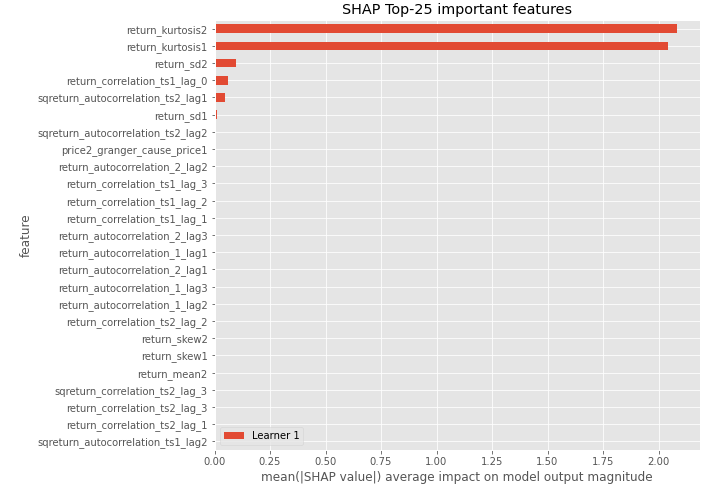 SHAP Top-25 important features
return_kurtosis2
return_kurtosis1
return_sd2
return_correlation_ts1_lag_0
sqreturn_autocorrelation_ts2_lag1
return_sd1
sqreturn_autocorrelation_ts2_lag2
price2_granger_cause_price1
return_autocorrelation_2_lag2
return_correlation_ts1_lag_3
return_correlation_ts1_lag_2
return_correlation_ts1_lag_1
return_autocorrelation_2_lag3
return_autocorrelation_1_lag1
return_autocorrelation_2_lag1
return_autocorrelation_1_lag3
return_autocorrelation_1_lag2
return_correlation_ts2_lag_2
return_skew2
return_skew1
return_mean2
sqreturn_correlation_ts2_lag_3
return_correlation_ts2_lag_3
return_correlation_ts2_lag_1
sqreturn_autocorrelation_ts1_lag2
feature
Learner 1
0.00 0.25 0.50 0.75 1.00 1.25 1.50 1.75 2.00
mean(|SHAP value|) average impact on model output magnitude